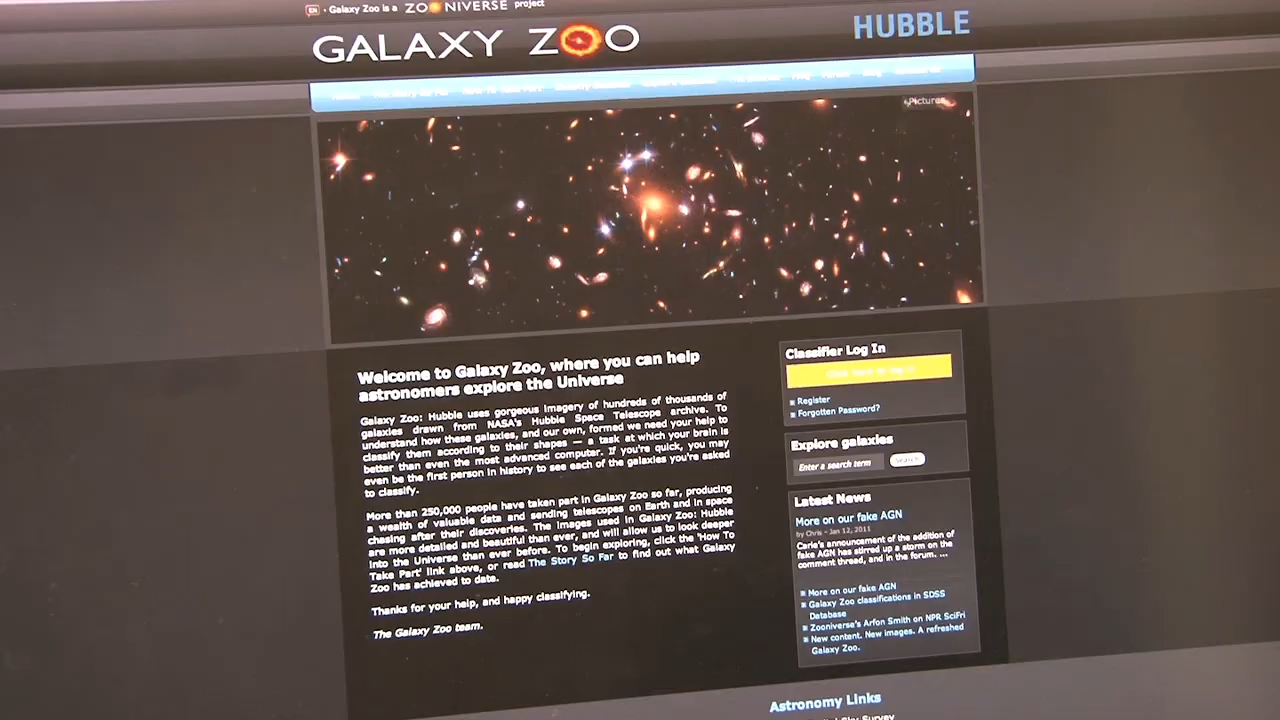 EN Galaxy Zoo is a ZOONIVERSE project
GALAXY ZOO
HUBBLE
Pictures
Welcome to Galaxy Zoo, where you can help
astronomers explore the Universe
Galaxy Zoo: Hubble uses gorgeous imagery of hundreds of thousands of
galaxies drawn from NASA's Hubble Space Telescope archive. To
understand how these galaxies, and our own, formed we need your help to
classify them according to their shapes — a task at which your brain is
better than even the most advanced computer. If you're quick, you may
even be the first person in history to see each of the galaxies you're asked
to classify.
More than 250,000 people have taken part in Galaxy Zoo so far, producing
a wealth of valuable data and sending telescopes on Earth and in space
chasing after their discoveries. The images used in Galaxy Zoo: Hubble
are more detailed and beautiful than ever, and will allow us to look deeper
into the Universe than ever before. To begin exploring, click the 'How To
Take Part' link above, or read The Story So Far to find out what Galaxy
Zoo has achieved to date.
Thanks for your help, and happy classifying.
The Galaxy Zoo team.
Classifier Log In
Register
Forgotten Password?
Explore galaxies
Enter a search term Search
Latest News
More on our fake AGN
by Chris - Jan 12, 2011
Carie's announcement of the addition of
fake AGN has stirred up a storm on the
comment thread, and in the forum. ...
More on our fake AGN
Galaxy Zoo classifications in SDSS
Database
Zooniverse's Arfon Smith on NPR SciFri
New content. New images. A refreshed
Galaxy Zoo.
Astronomy Links
Sky Survey